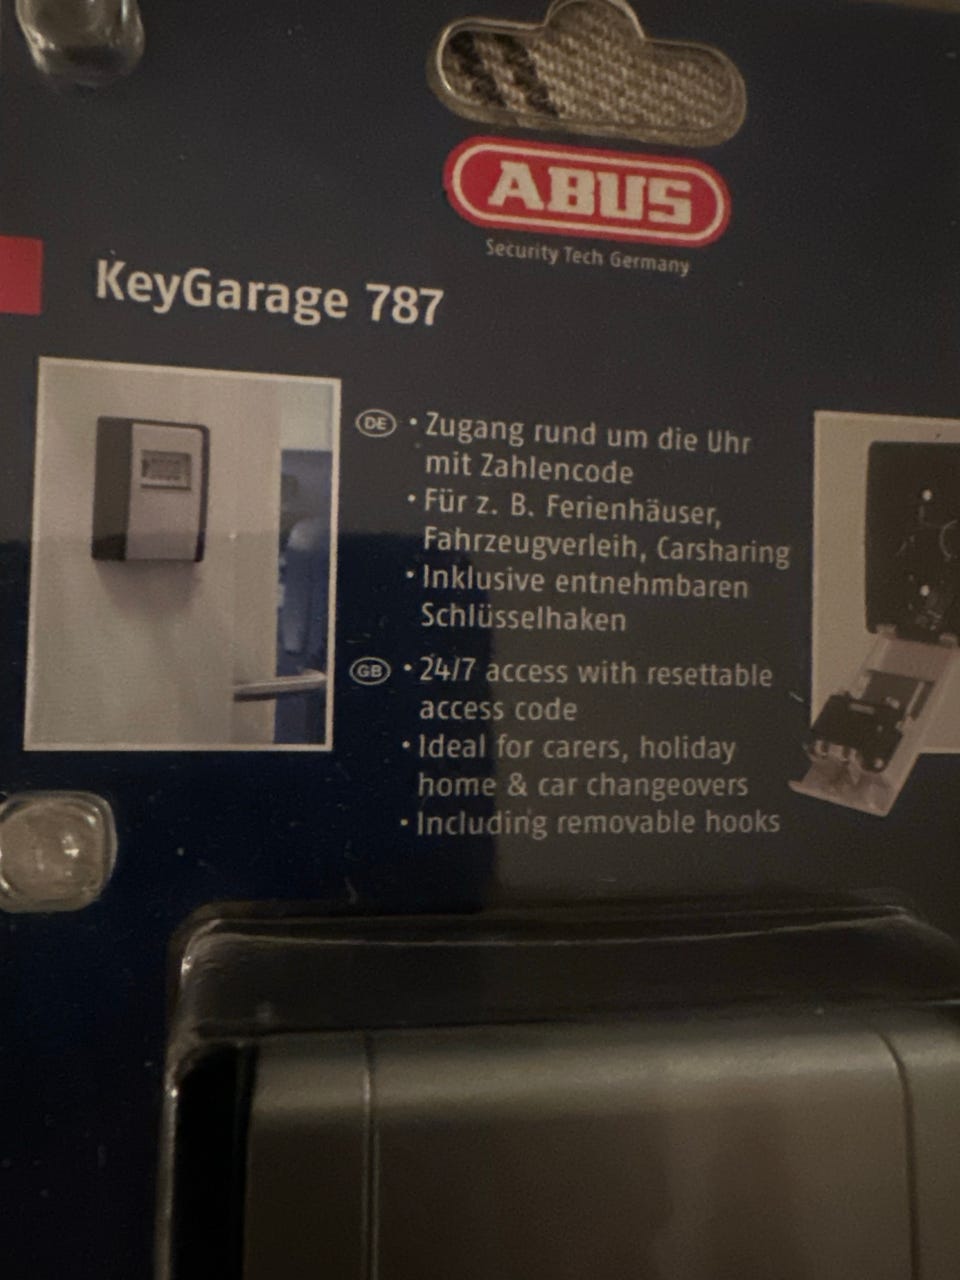 ABUS
Security Tech Germany
KeyGarage 787
DE • Zugang rund um die Uhr
mit Zahlencode
• Für z. B. Ferienhäuser,
Fahrzeugverleih, Carsharing
• Inklusive entnehmbaren
Schlüsselhaken
GB • 24/7 access with resettable
access code
• Ideal for carers, holiday
home & car changeovers
• Including removable hooks